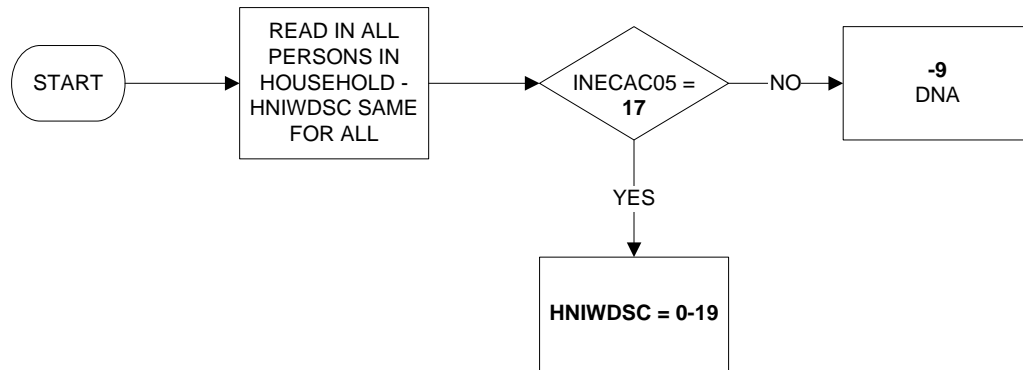 START
READ IN ALL
PERSONS IN
HOUSEHOLD -
HNIWDSC SAME
FOR ALL
INECAC05 =
17
NO
-9
DNA
YES
HNIWDSC = 0-19